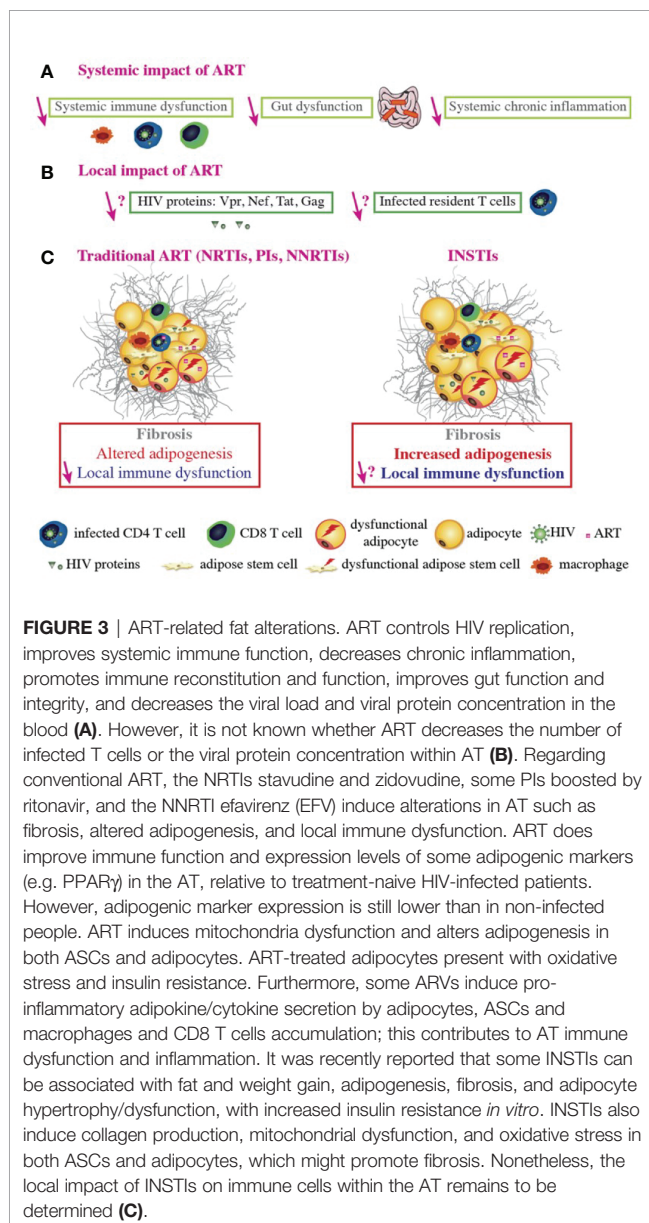 A Systemic impact of ART
Systemic immune dysfunction Gut dysfunction Systemic chronic inflammation
B Local impact of ART
? HIV proteins: Vpr, Nef, Tat, Gag ? Infected resident T cells
C Traditional ART (NRTIs, PIs, NNRTIs) INSTIs
Fibrosis Fibrosis
Altered adipogenesis Increased adipogenesis
Local immune dysfunction ? Local immune dysfunction
infected CD4 T cell CD8 T cell dysfunctional adipocyte adipocyte HIV ART
HIV proteins adipose stem cell dysfunctional adipose stem cell macrophage
FIGURE 3 | ART-related fat alterations. ART controls HIV replication,
improves systemic immune function, decreases chronic inflammation,
promotes immune reconstitution and function, improves gut function and
integrity, and decreases the viral load and viral protein concentration in the
blood (A). However, it is not known whether ART decreases the number of
infected T cells or the viral protein concentration within AT (B). Regarding
conventional ART, the NRTIs stavudine and zidovudine, some PIs boosted by
ritonavir, and the NNRTI efavirenz (EFV) induce alterations in AT such as
fibrosis, altered adipogenesis, and local immune dysfunction. ART does
improve immune function and expression levels of some adipogenic markers
(e.g. PPARγ) in the AT, relative to treatment-naive HIV-infected patients.
However, adipogenic marker expression is still lower than in non-infected
people. ART induces mitochondria dysfunction and alters adipogenesis in
both ASCs and adipocytes. ART-treated adipocytes present with oxidative
stress and insulin resistance. Furthermore, some ARVs induce pro-
inflammatory adipokine/cytokine secretion by adipocytes, ASCs and
macrophages and CD8 T cells accumulation; this contributes to AT immune
dysfunction and inflammation. It was recently reported that some INSTIs can
be associated with fat and weight gain, adipogenesis, fibrosis, and adipocyte
hypertrophy/dysfunction, with increased insulin resistance in vitro. INSTIs also
induce collagen production, mitochondrial dysfunction, and oxidative stress in
both ASCs and adipocytes, which might promote fibrosis. Nonetheless, the
local impact of INSTIs on immune cells within the AT remains to be
determined (C).